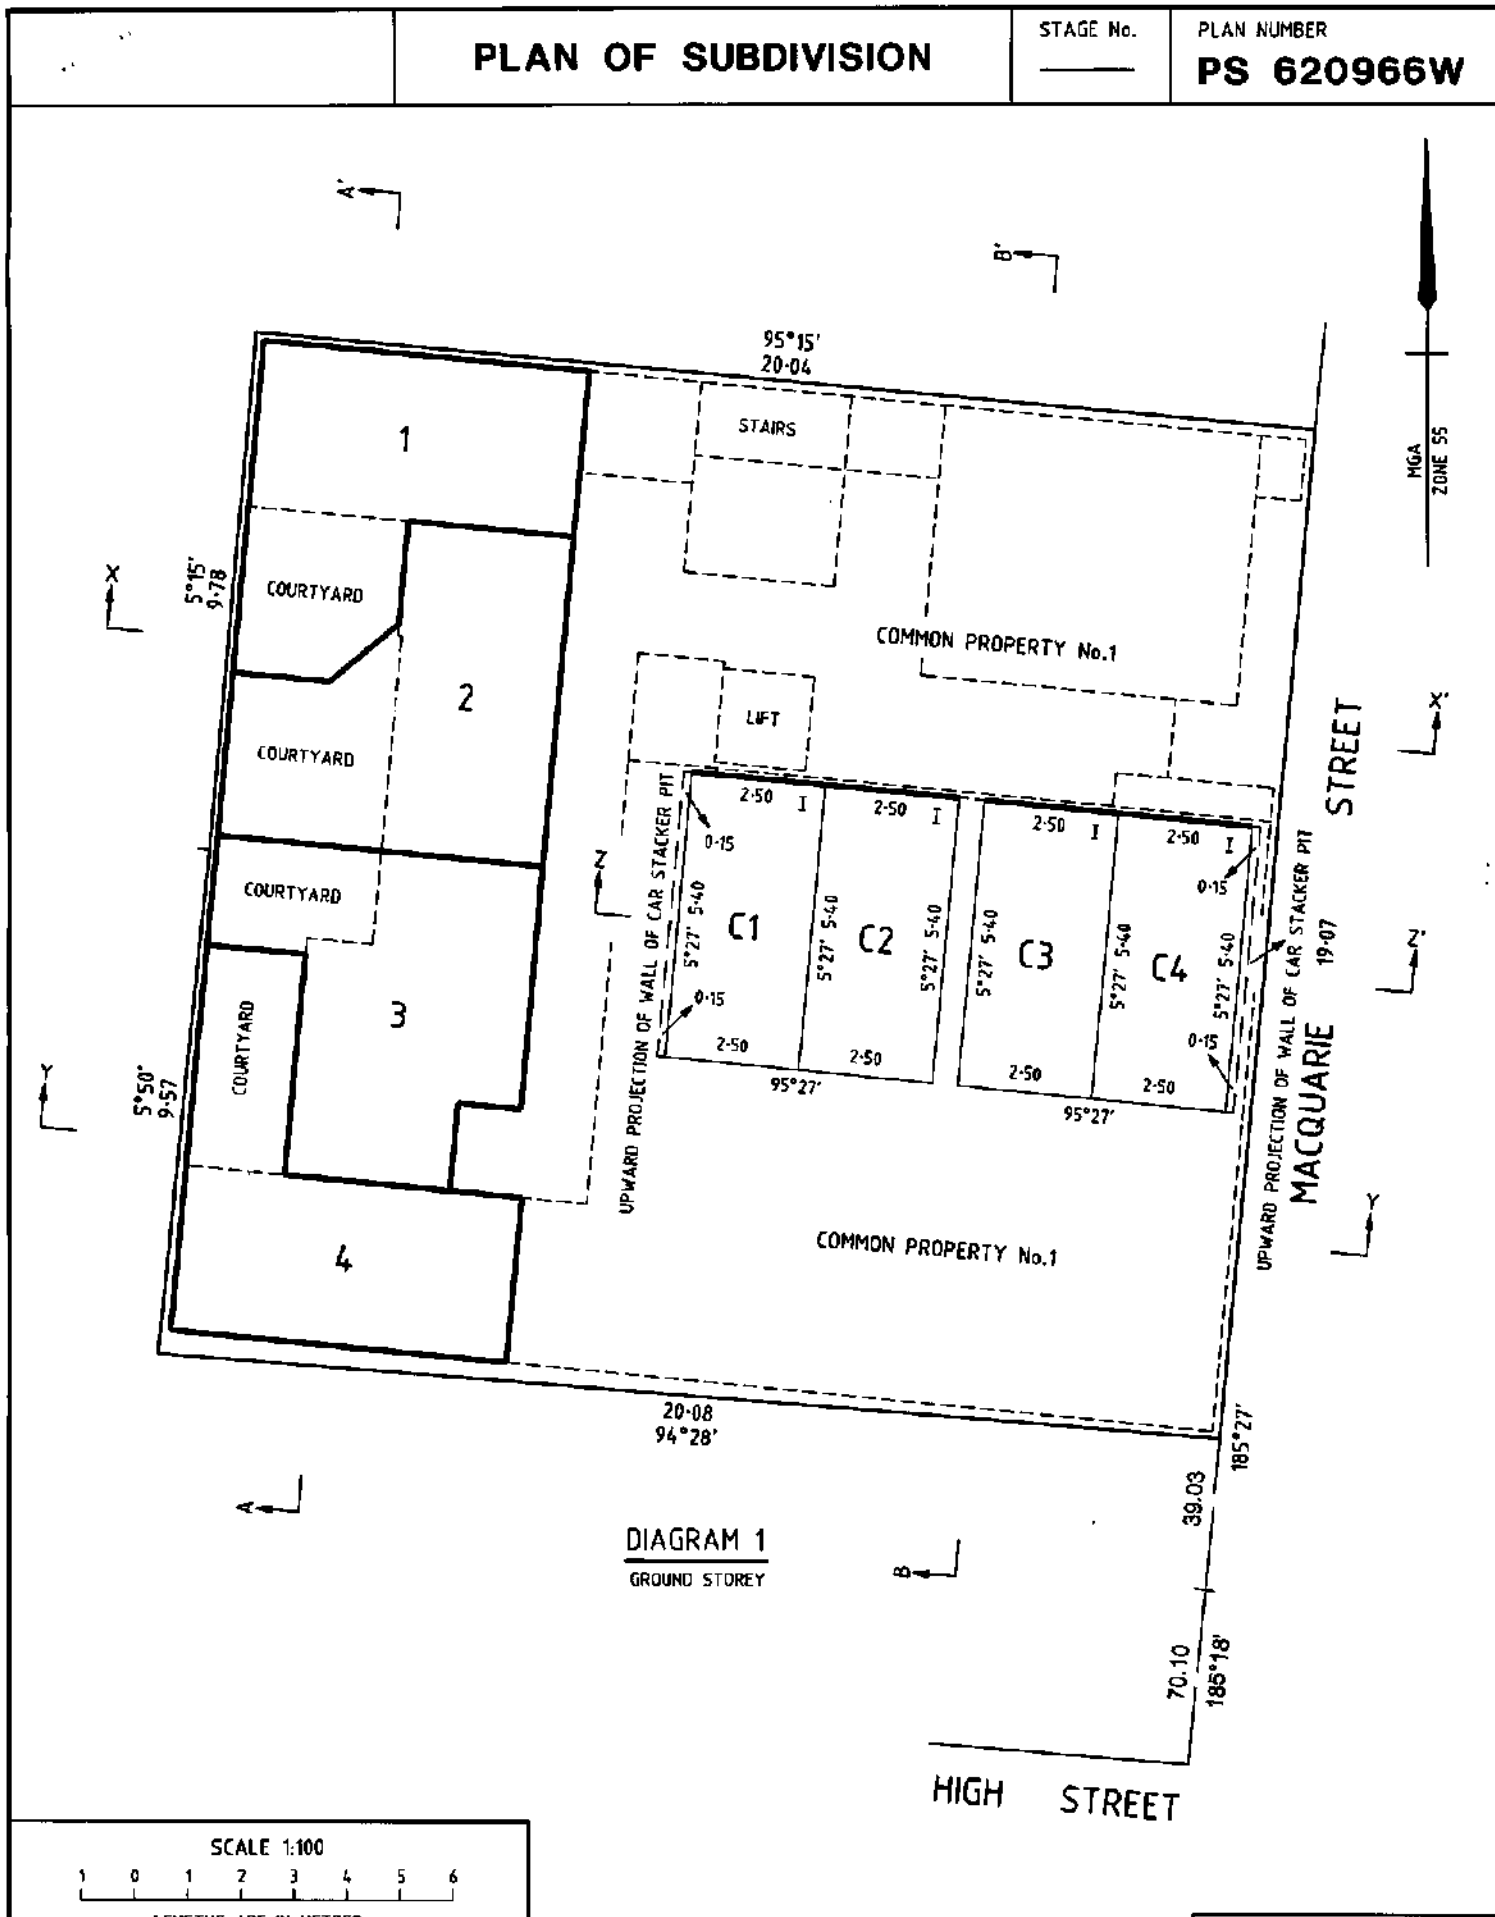 PLAN OF SUBDIVISION
STAGE No.
PLAN NUMBER
PS 620966W
A'
B'
95°15'
20·04
MGA
ZONE 55
1
STAIRS
COURTYARD
5°15'
9·78
X
COMMON PROPERTY No.1
2
LIFT
COURTYARD
X'
STREET
2·50
I
2·50
I
2·50
I
2·50
I
0·15
0·15
Z
COURTYARD
UPWARD PROJECTION OF WALL OF CAR STACKER PIT
5°27' 5·40
C1
5°27' 5·40
C2
5°27' 5·40
5°27' 5·40
C3
5°27' 5·40
C4
5°27' 5·40
UPWARD PROJECTION OF WALL OF CAR STACKER PIT
19·07
Z'
3
COURTYARD
0·15
0·15
2·50
2·50
2·50
2·50
95°27'
95°27'
MACQUARIE
Y
5°50'
9·57
Y
4
COMMON PROPERTY No.1
20·08
94°28'
185°27'
39.03
A
DIAGRAM 1
GROUND STOREY
B
70.10
185°18'
HIGH STREET
SCALE 1:100
1 0 1 2 3 4 5 6